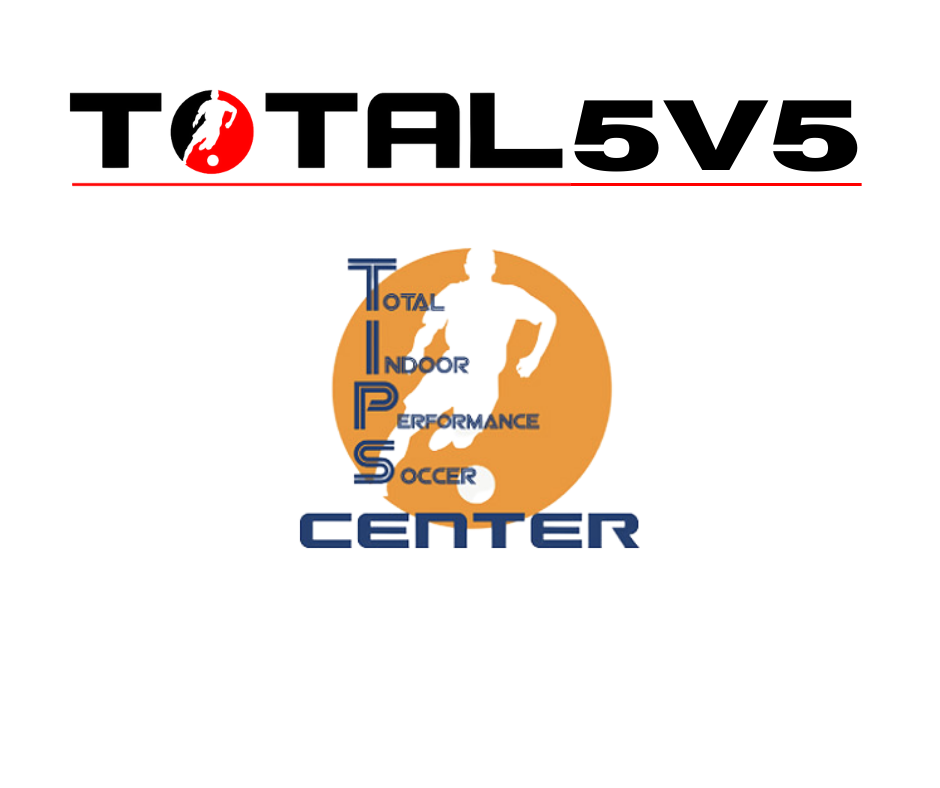 TOTAL5V5
TOTAL
INDOOR
PERFORMANCE
SOCCER
CENTER